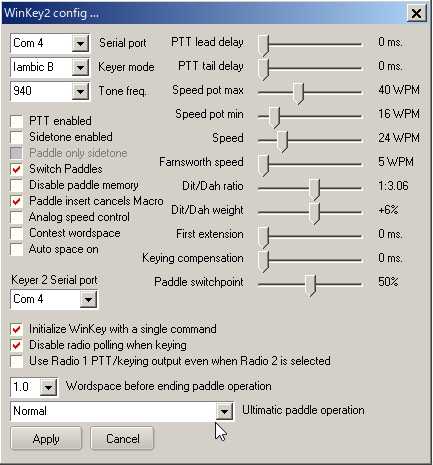 WinKey2 config ...
Com 4 Serial port PTT lead delay 0 ms.
Iambic B Keyer mode PTT tail delay 0 ms.
940 Tone freq. Speed pot max 40 WPM
PTT enabled Speed pot min 16 WPM
Sidetone enabled Speed 24 WPM
Paddle only sidetone
Switch Paddles Farnsworth speed 5 WPM
Disable paddle memory Dit/Dah ratio 1:3.06
Paddle insert cancels Macro
Analog speed control Dit/Dah weight +6%
Contest wordspace First extension 0 ms.
Auto space on Keying compensation 0 ms.
Keyer 2 Serial port Paddle switchpoint 50%
Com 4
Initialize WinKey with a single command
Disable radio polling when keying
Use Radio 1 PTT/keying output even when Radio 2 is selected
1.0 Wordspace before ending paddle operation
Normal Ultimatic paddle operation
Apply Cancel